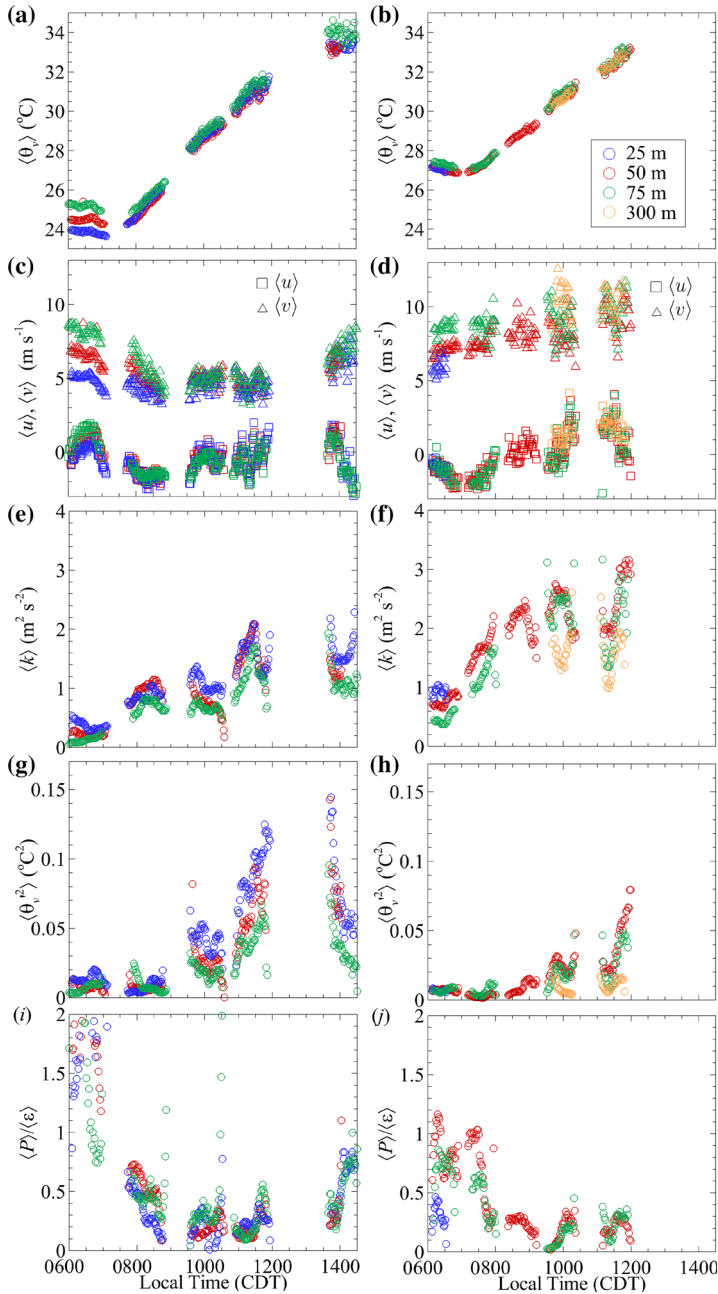 (a)
34
32
30
28
26
24
⟨θv⟩ (°C)
(b)
34
32
30
28
26
24
⟨θv⟩ (°C)
25 m
50 m
75 m
300 m
(c)
10
5
0
⟨u⟩, ⟨v⟩ (m s-1)
⟨u⟩
⟨v⟩
(d)
10
5
0
⟨u⟩, ⟨v⟩ (m s-1)
⟨u⟩
⟨v⟩
(e)
4
3
2
1
0
⟨k⟩ (m2 s-2)
(f)
4
3
2
1
0
⟨k⟩ (m2 s-2)
(g)
0.15
0.1
0.05
0
⟨θv'2⟩ (°C2)
(h)
0.15
0.1
0.05
0
⟨θv'2⟩ (°C2)
(i)
2
1.5
1
0.5
0
⟨P⟩/⟨ε⟩
0600 0800 1000 1200 1400
Local Time (CDT)
(j)
2
1.5
1
0.5
0
⟨P⟩/⟨ε⟩
0600 0800 1000 1200 1400
Local Time (CDT)